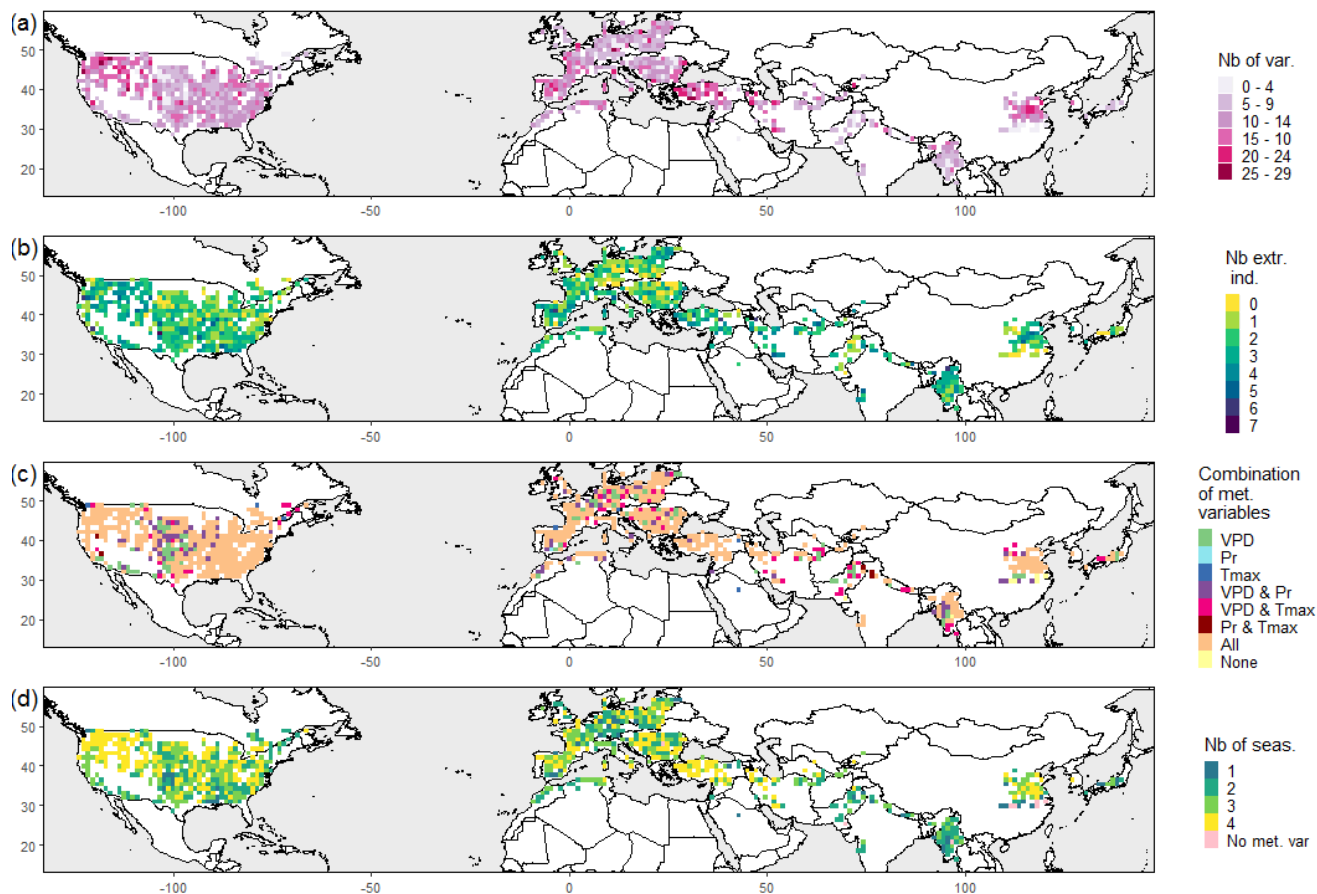 (a)
50
40
30
20
-100 -50 0 50 100
Nb of var.
0 - 4
5 - 9
10 - 14
15 - 10
20 - 24
25 - 29
(b)
50
40
30
20
-100 -50 0 50 100
Nb extr.
ind.
0
1
2
3
4
5
6
7
(c)
50
40
30
20
-100 -50 0 50 100
Combination
of met.
variables
VPD
Pr
Tmax
VPD & Pr
VPD & Tmax
Pr & Tmax
All
None
(d)
50
40
30
20
-100 -50 0 50 100
Nb of seas.
1
2
3
4
No met. var